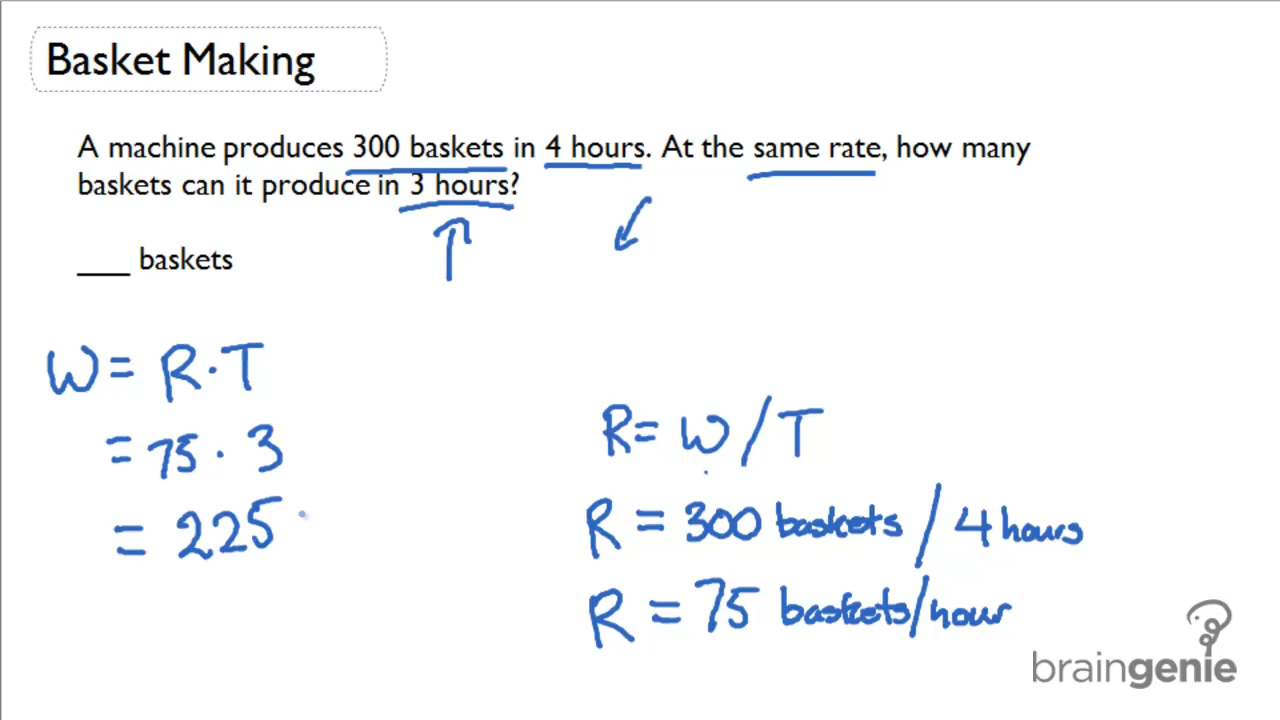 Basket Making
A machine produces 300 baskets in 4 hours. At the same rate, how many
baskets can it produce in 3 hours?
___ baskets
W = R·T
= 75 · 3
= 225
R = W / T
R = 300 baskets / 4 hours
R = 75 baskets/hour
braingenie